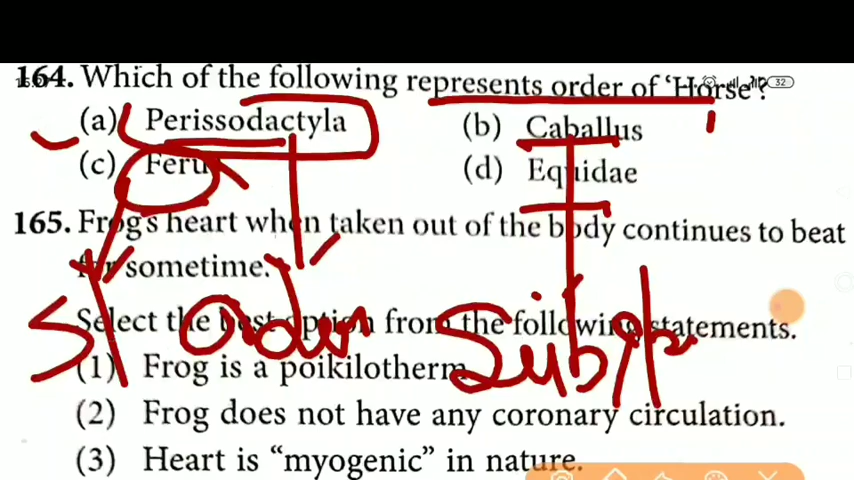 164. Which of the following represents order of 'Horse'?
(a) Perissodactyla (b) Caballus
(c) Feru (d) Equidae
165. Frog's heart when taken out of the body continues to beat
for sometime.
Select the best option from the following statements.
(1) Frog is a poikilotherm.
(2) Frog does not have any coronary circulation.
(3) Heart is "myogenic" in nature.
Order
32